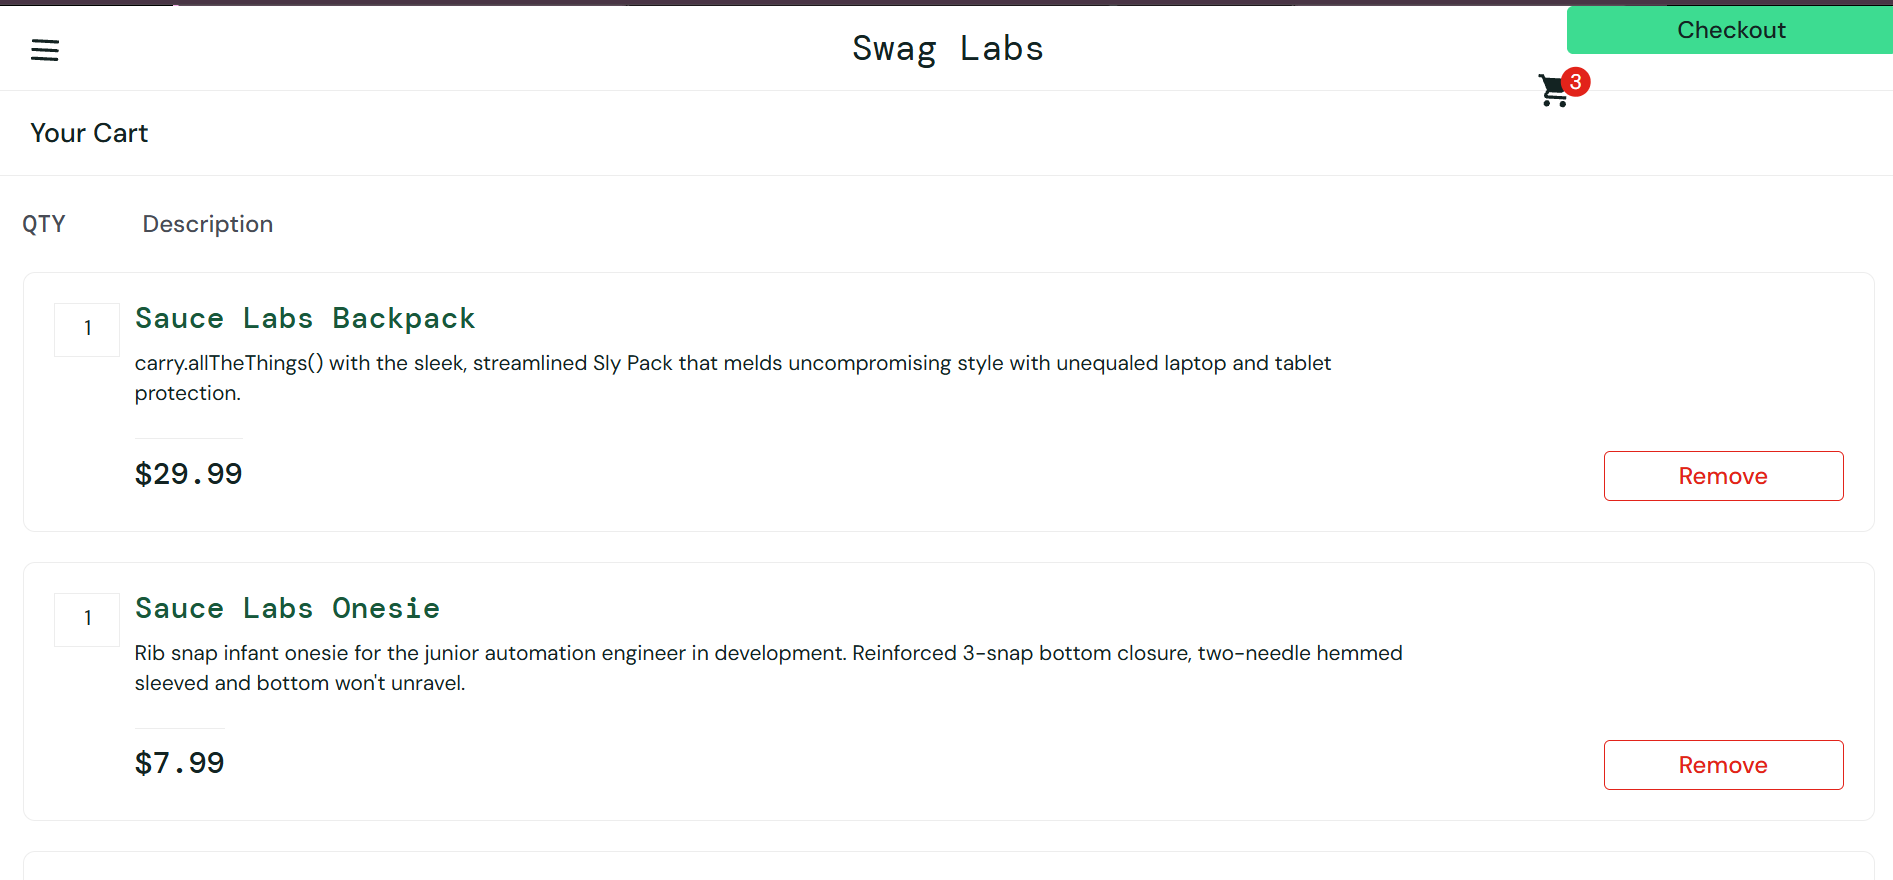 Swag Labs
Checkout
3
Your Cart
QTY Description
1
Sauce Labs Backpack
carry.allTheThings() with the sleek, streamlined Sly Pack that melds uncompromising style with unequaled laptop and tablet
protection.
$29.99
Remove
1
Sauce Labs Onesie
Rib snap infant onesie for the junior automation engineer in development. Reinforced 3-snap bottom closure, two-needle hemmed
sleeved and bottom won't unravel.
$7.99
Remove